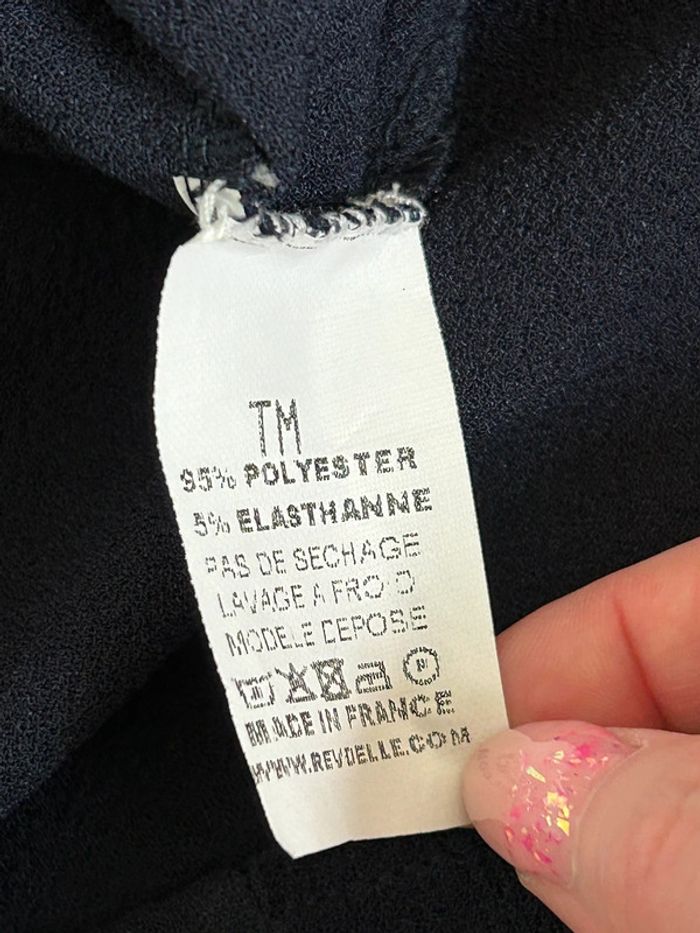 TM
95% POLYESTER
5% ELASTHANNE
PAS DE SECHAGE
LAVAGE A FROID
MODELE DEPOSE
MADE IN FRANCE
WWW.REVDELLE.COM